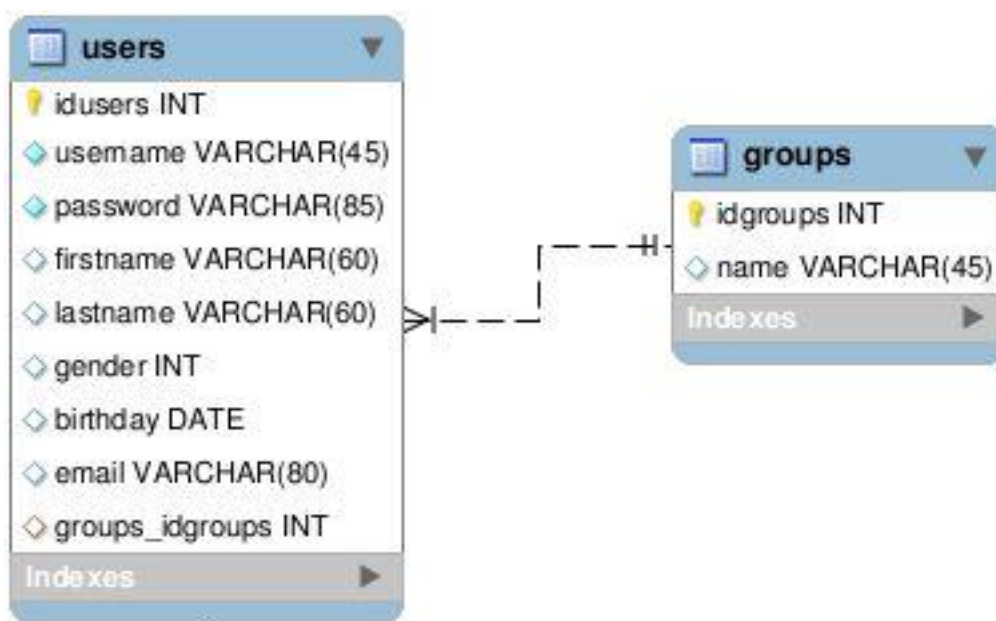 users
idusers INT
username VARCHAR(45)
password VARCHAR(85)
firstname VARCHAR(60)
lastname VARCHAR(60)
gender INT
birthday DATE
email VARCHAR(80)
groups_idgroups INT
Indexes
groups
idgroups INT
name VARCHAR(45)
Indexes